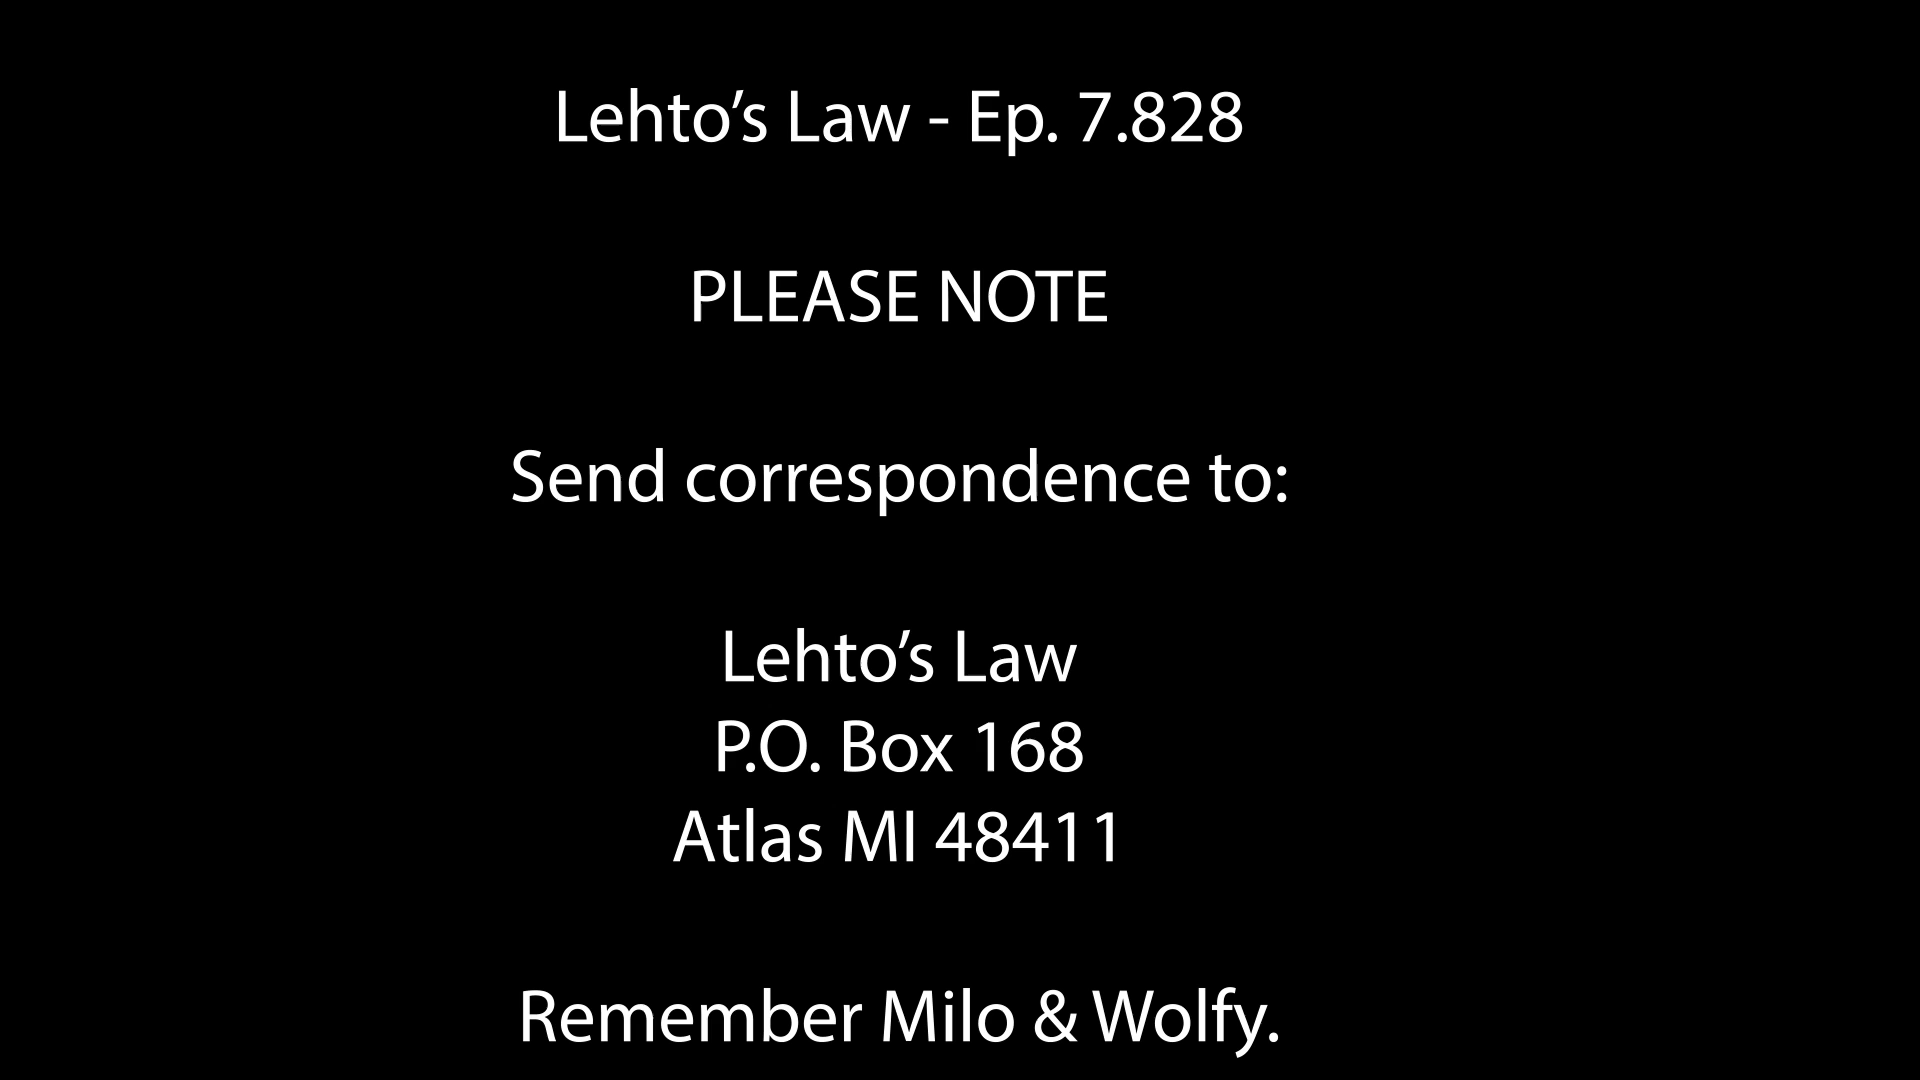 Lehto’s Law - Ep. 7.828
PLEASE NOTE
Send correspondence to:
Lehto’s Law
P.O. Box 168
Atlas MI 48411
Remember Milo & Wolfy.